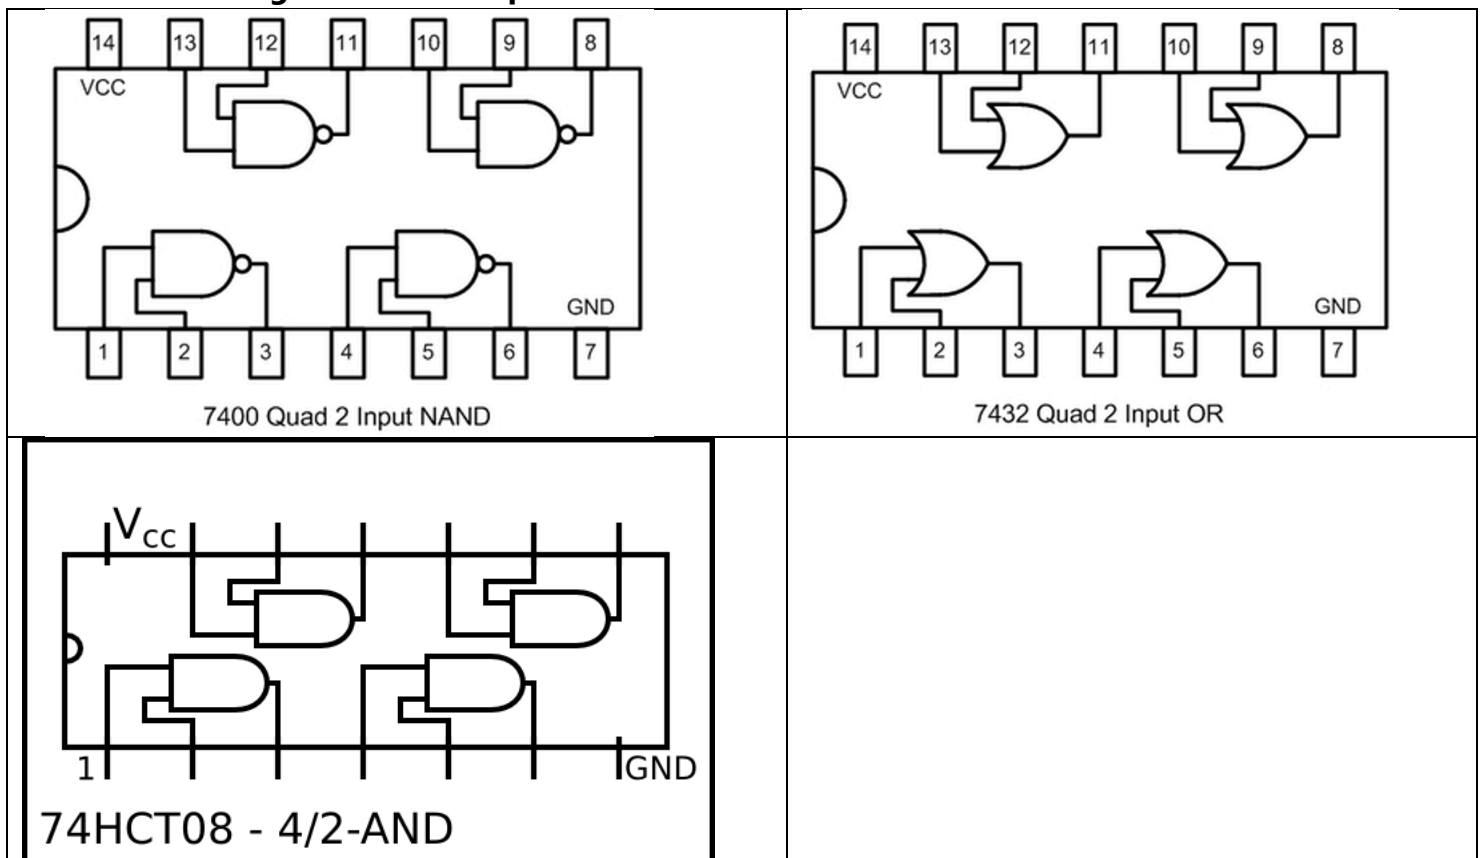 14 13 12 11 10 9 8
VCC
GND
1 2 3 4 5 6 7
7400 Quad 2 Input NAND
14 13 12 11 10 9 8
VCC
GND
1 2 3 4 5 6 7
7432 Quad 2 Input OR
VCC
1 GND
74HCT08 - 4/2-AND